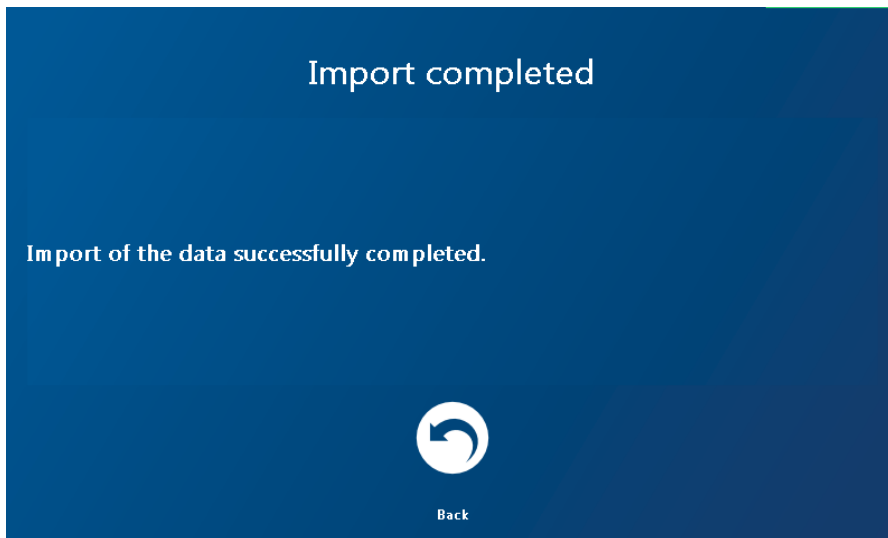 Import completed
Import of the data successfully completed.
Back